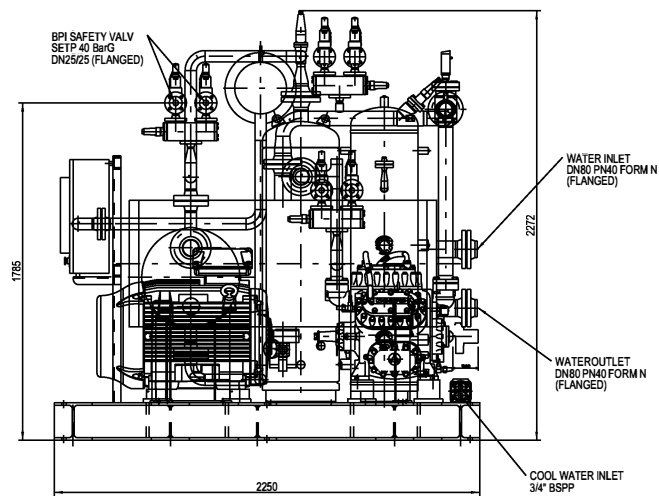 BPI SAFETY VALV
SETP 40 BarG
DN25/25 (FLANGED)
WATER INLET
DN80 PN40 FORM N
(FLANGED)
2272
1785
WATEROUTLET
DN80 PN40 FORM N
(FLANGED)
COOL WATER INLET
3/4" BSPP
2250